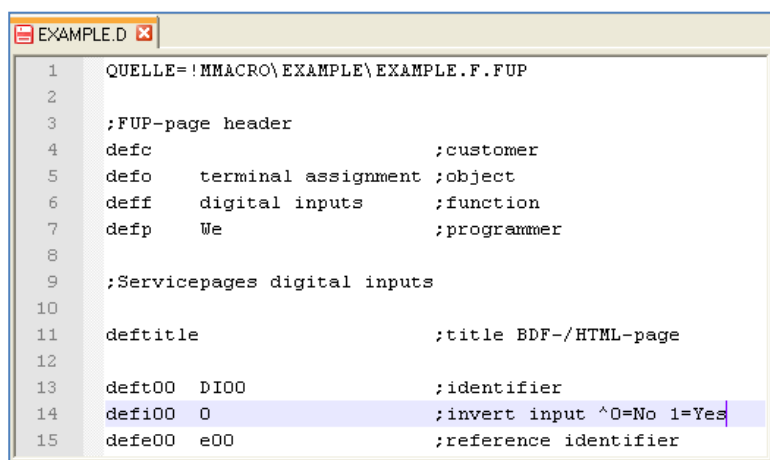 EXAMPLE.D
1 QUELLE=!MMACRO\EXAMPLE\EXAMPLE.F.FUP
2
3 ;FUP-page header
4 defc ;customer
5 defo terminal assignment ;object
6 deff digital inputs ;function
7 defp We ;programmer
8
9 ;Servicepages digital inputs
10
11 deftitle ;title BDF-/HTML-page
12
13 deft00 DI00 ;identifier
14 defi00 0 ;invert input ^0=No 1=Yes
15 defe00 e00 ;reference identifier